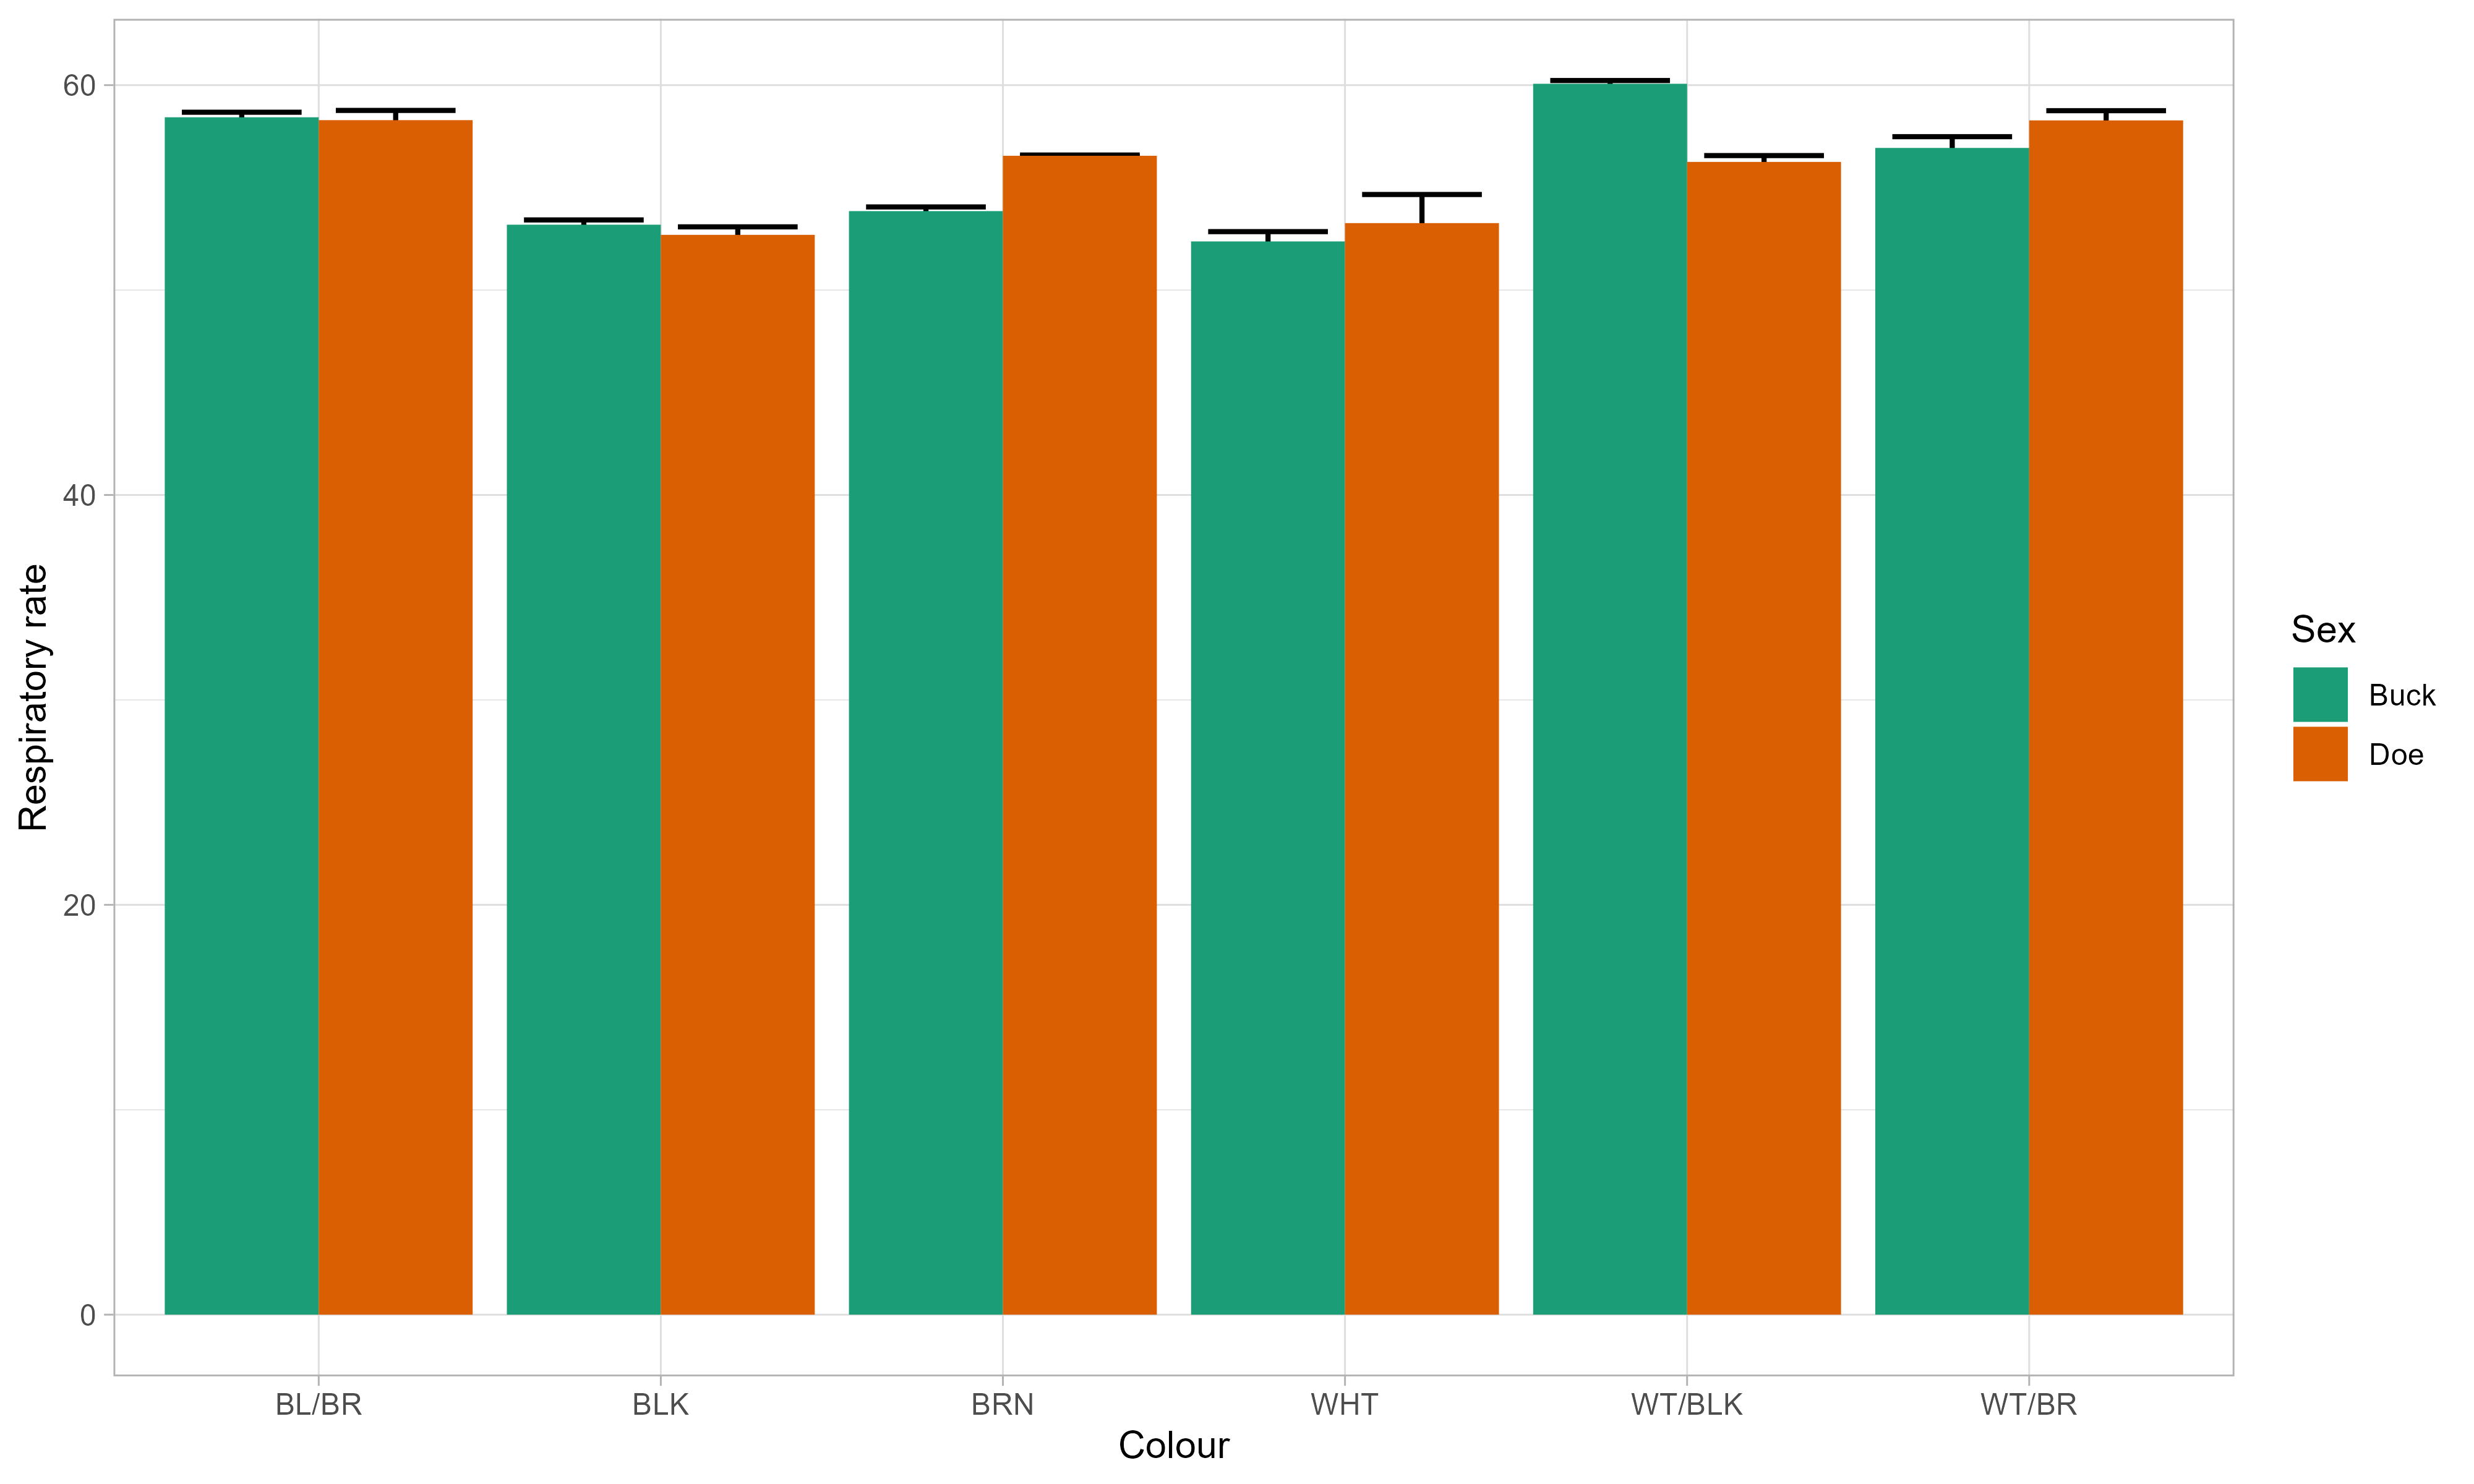 60
40
20
0
Respiratory rate
BL/BR
BLK
BRN
WHT
WT/BLK
WT/BR
Colour
Sex
Buck
Doe